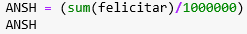 ANSH = (sum(felicitar)/1000000)
ANSH